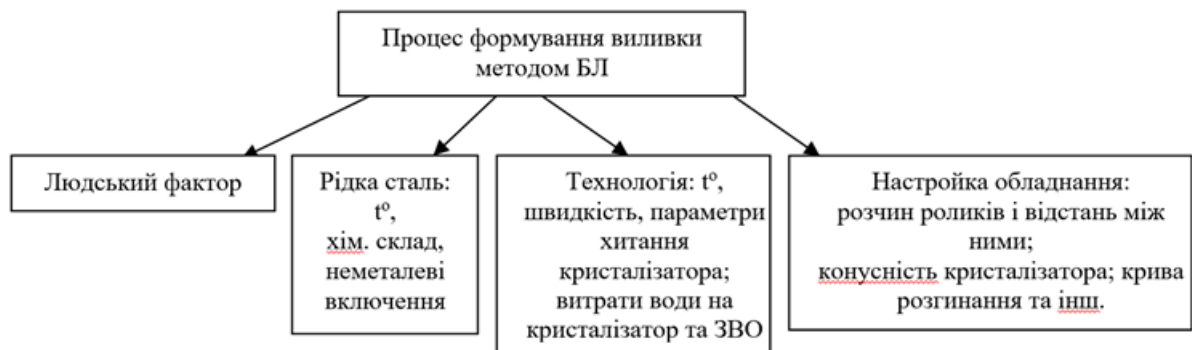 Процес формування виливки
методом БЛ
Людський фактор
Рідка сталь:
tº,
хім. склад,
неметалеві
включення
Технологія: tº,
швидкість, параметри
хитання
кристалізатора;
витрати води на
кристалізатор та ЗВО
Настройка обладнання:
розчин роликів і відстань між
ними;
конусність кристалізатора; крива
розгинання та інш.